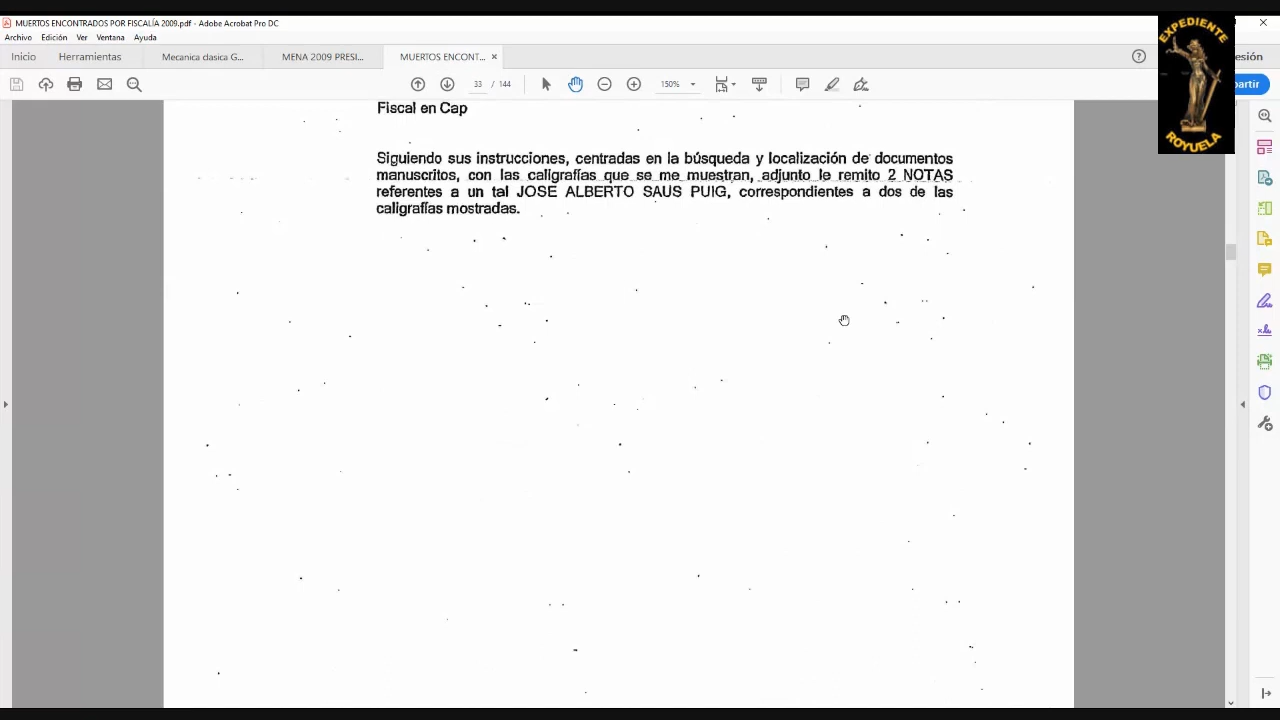 MUERTOS ENCONTRADOS POR FISCALÍA 2009.pdf - Adobe Acrobat Pro DC
Archivo Edición Ver Ventana Ayuda
Inicio Herramientas Mecanica dasica G... MENA 2009 PRESI... MUERTOS ENCONT... ×
esión
33 / 144 150%
artir
EXPEDIENTE
ROYUELA
Fiscal en Cap
Siguiendo sus instrucciones, centradas en la búsqueda y localización de documentos
manuscritos, con las caligrafías que se me muestran, adjunto le remito 2 NOTAS
referentes a un tal JOSE ALBERTO SAUS PUIG, correspondientes a dos de las
caligrafías mostradas.